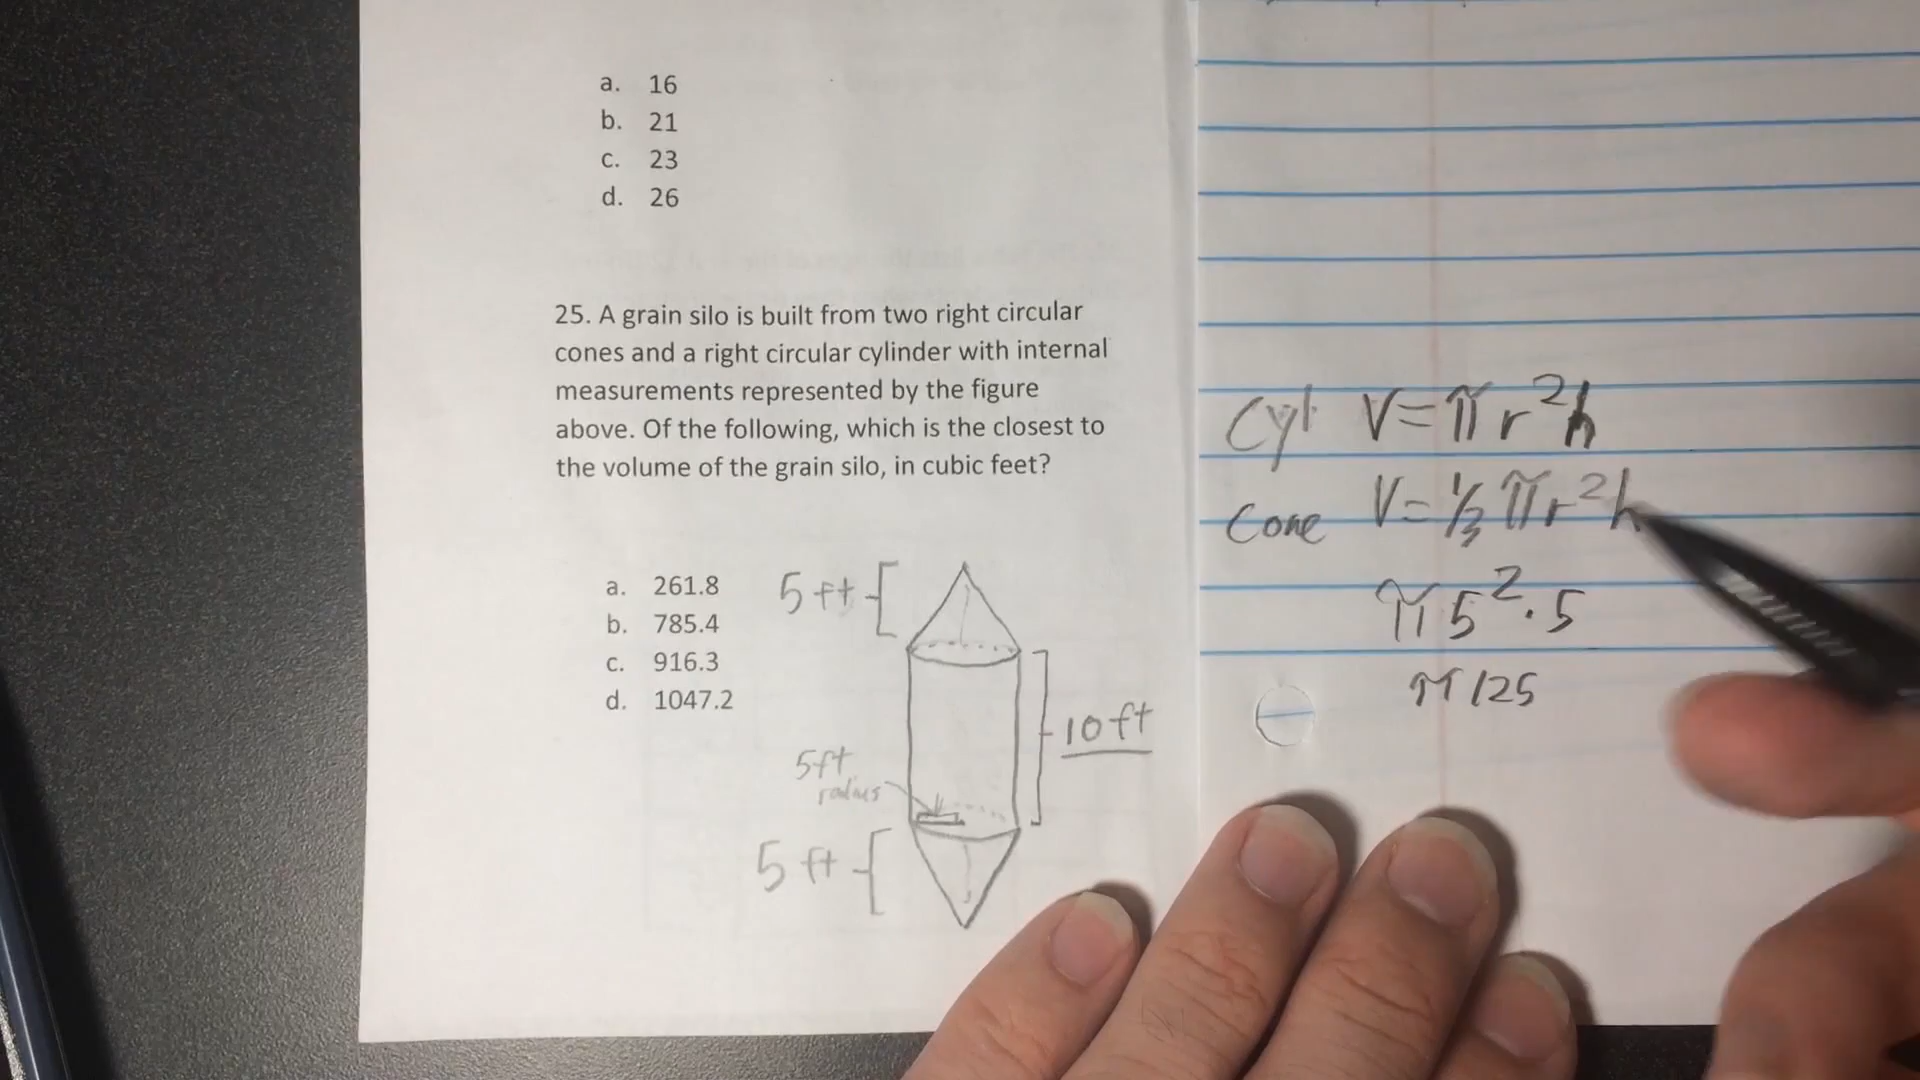 a. 16
b. 21
c. 23
d. 26
25. A grain silo is built from two right circular
cones and a right circular cylinder with internal
measurements represented by the figure
above. Of the following, which is the closest to
the volume of the grain silo, in cubic feet?
a. 261.8
b. 785.4
c. 916.3
d. 1047.2
5 ft
10 ft
5ft
radius
5 ft
Cyl V=πr²h
Cone V=⅓πr²h
π5²·5
π125